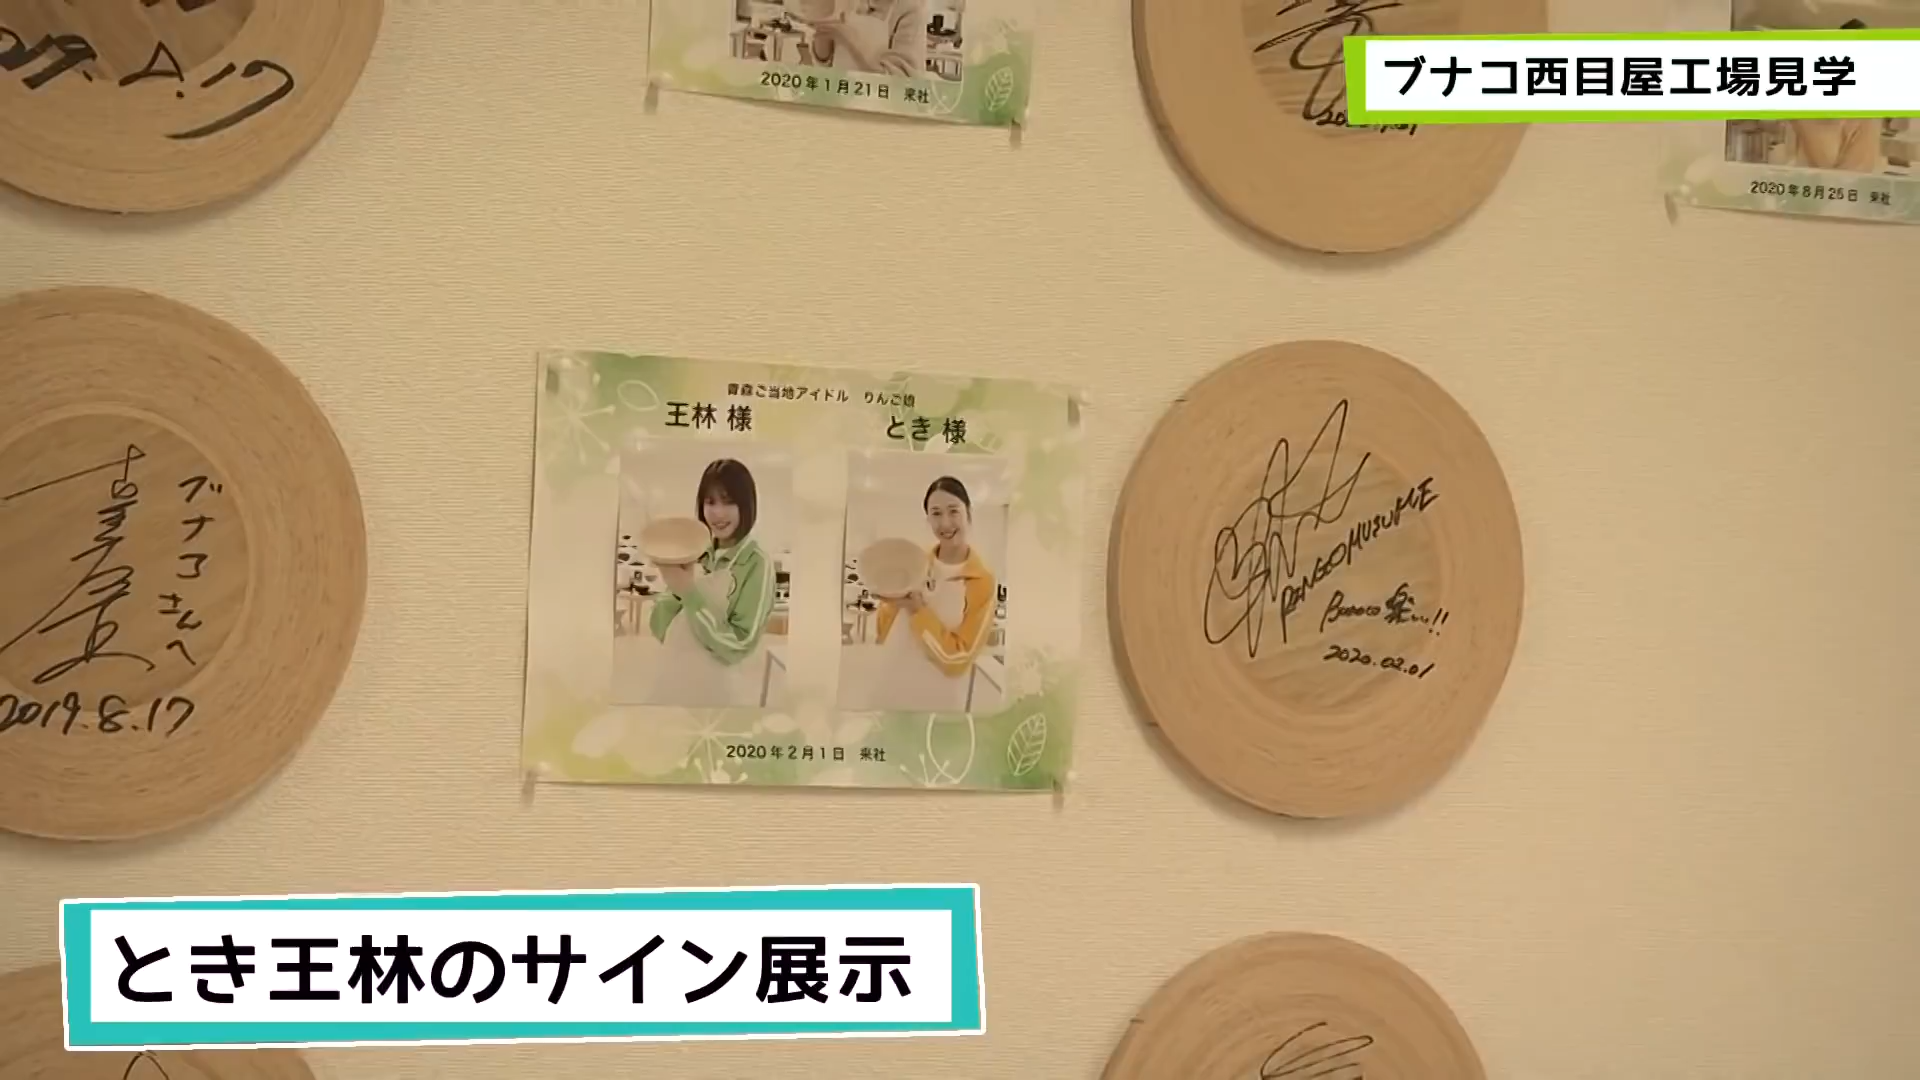 ブナコ西目屋工場見学
2020年1月21日 来社
2020年8月25日 来社
青森ご当地アイドル りんご娘
王林 様
とき 様
2020年2月1日 来社
RINGOMUSUME
2020.02.01
ブナコさんへ
2019.8.17
とき王林のサイン展示